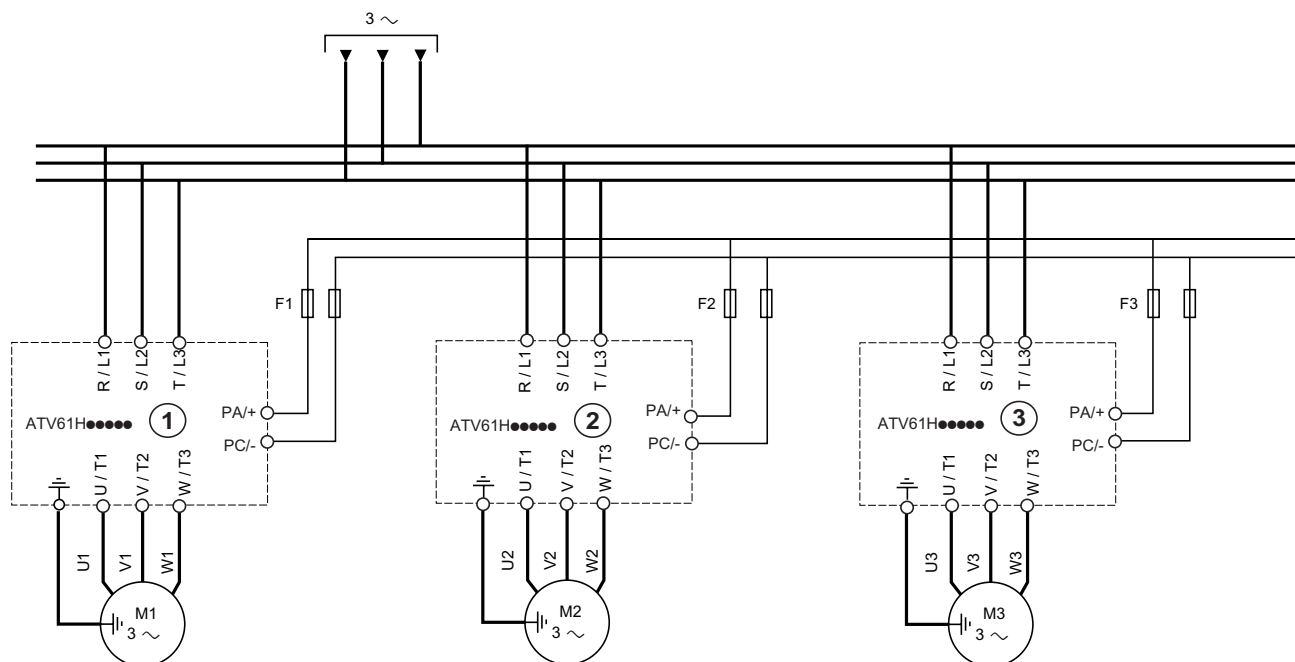 3 ~
F1
F2
F3
R / L1
S / L2
T / L3
ATV61H●●●●●
1
PA/+
PC/-
U / T1
V / T2
W / T3
U1
V1
W1
M1
3 ~
R / L1
S / L2
T / L3
ATV61H●●●●●
2
PA/+
PC/-
U / T1
V / T2
W / T3
U2
V2
W2
M2
3 ~
R / L1
S / L2
T / L3
ATV61H●●●●●
3
PA/+
PC/-
U / T1
V / T2
W / T3
U3
V3
W3
M3
3 ~